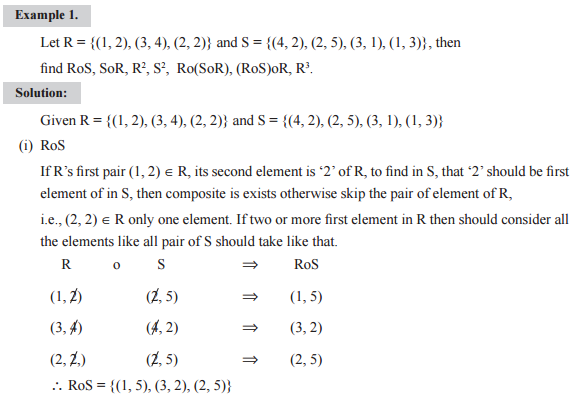 Example 1.
Let R = {(1, 2), (3, 4), (2, 2)} and S = {(4, 2), (2, 5), (3, 1), (1, 3)}, then
find RoS, SoR, R², S², Ro(SoR), (RoS)oR, R³.
Solution:
Given R = {(1, 2), (3, 4), (2, 2)} and S = {(4, 2), (2, 5), (3, 1), (1, 3)}
(i) RoS
If R's first pair (1, 2) ∈ R, its second element is ‘2’ of R, to find in S, that ‘2’ should be first
element of in S, then composite is exists otherwise skip the pair of element of R,
i.e., (2, 2) ∈ R only one element. If two or more first element in R then should consider all
the elements like all pair of S should take like that.
R o S ⇒ RoS
(1, 2) (2, 5) ⇒ (1, 5)
(3, 4) (4, 2) ⇒ (3, 2)
(2, 2,) (2, 5) ⇒ (2, 5)
∴ RoS = {(1, 5), (3, 2), (2, 5)}